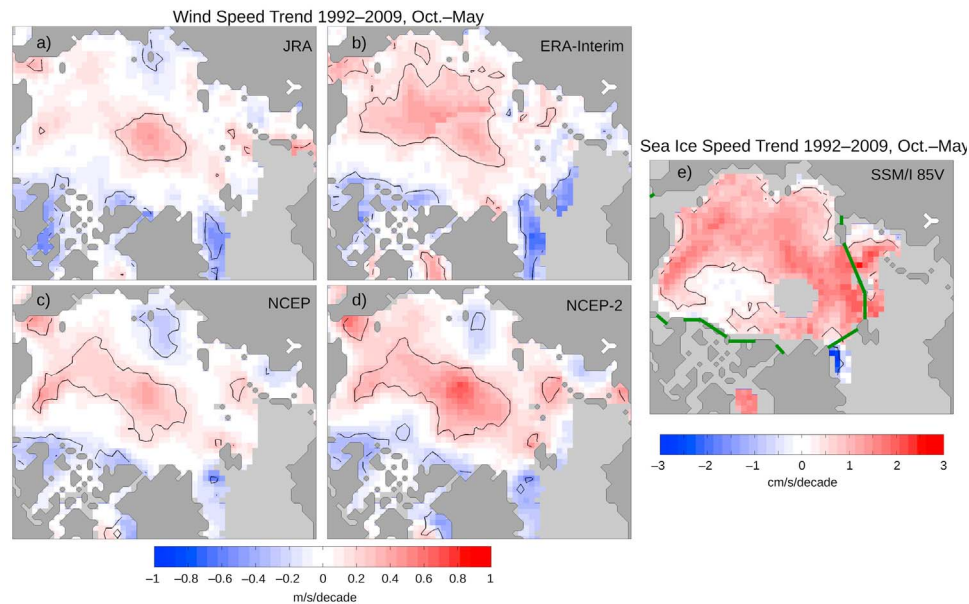 Wind Speed Trend 1992–2009, Oct.–May
a)
JRA
b)
ERA-Interim
c)
NCEP
d)
NCEP-2
−1 −0.8 −0.6 −0.4 −0.2 0 0.2 0.4 0.6 0.8 1
m/s/decade
Sea Ice Speed Trend 1992–2009, Oct.–May
e)
SSM/I 85V
−3 −2 −1 0 1 2 3
cm/s/decade